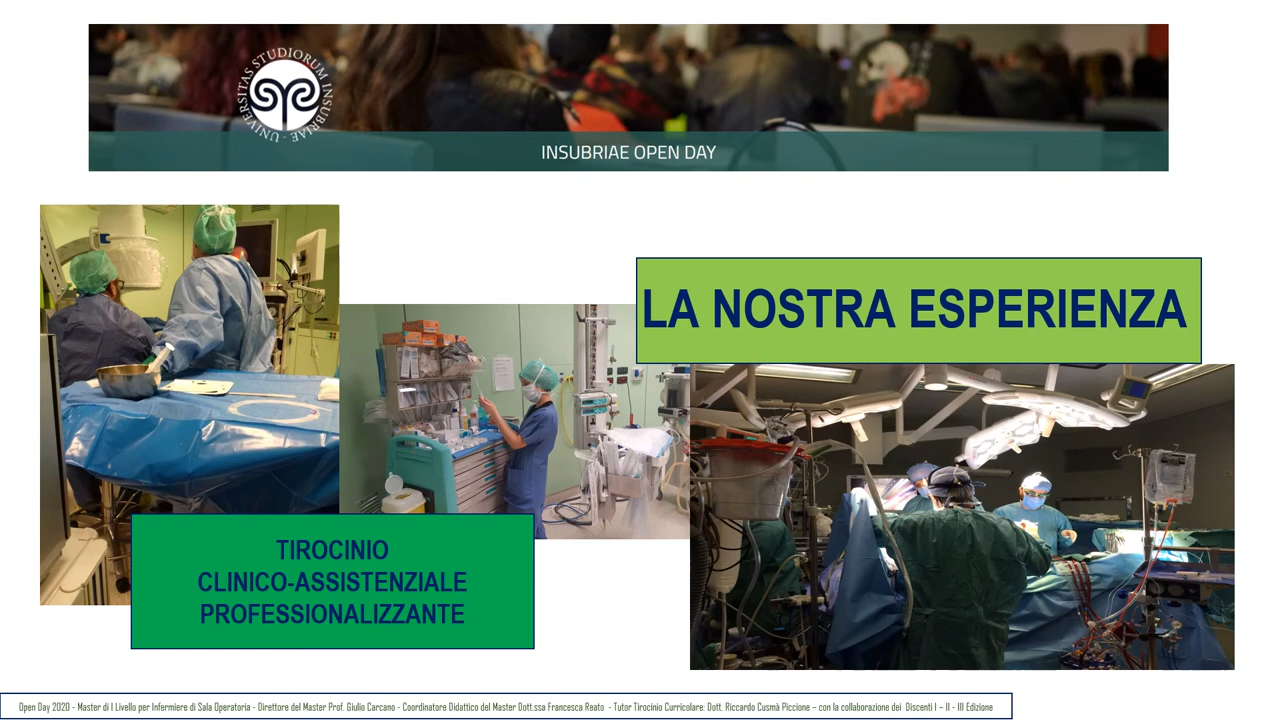 UNIVERSITAS STUDIORUM INSUBRIAE
INSUBRIAE OPEN DAY
LA NOSTRA ESPERIENZA
TIROCINIO
CLINICO-ASSISTENZIALE
PROFESSIONALIZZANTE
Open Day 2020 - Master di I Livello per Infermiere di Sala Operatoria - Direttore del Master Prof. Giulio Carcano - Coordinatore Didattico del Master Dott.ssa Francesca Reato - Tutor Tirocinio Curricolare: Dott. Riccardo Cusmà Piccione – con la collaborazione dei Discenti I – II - III Edizione